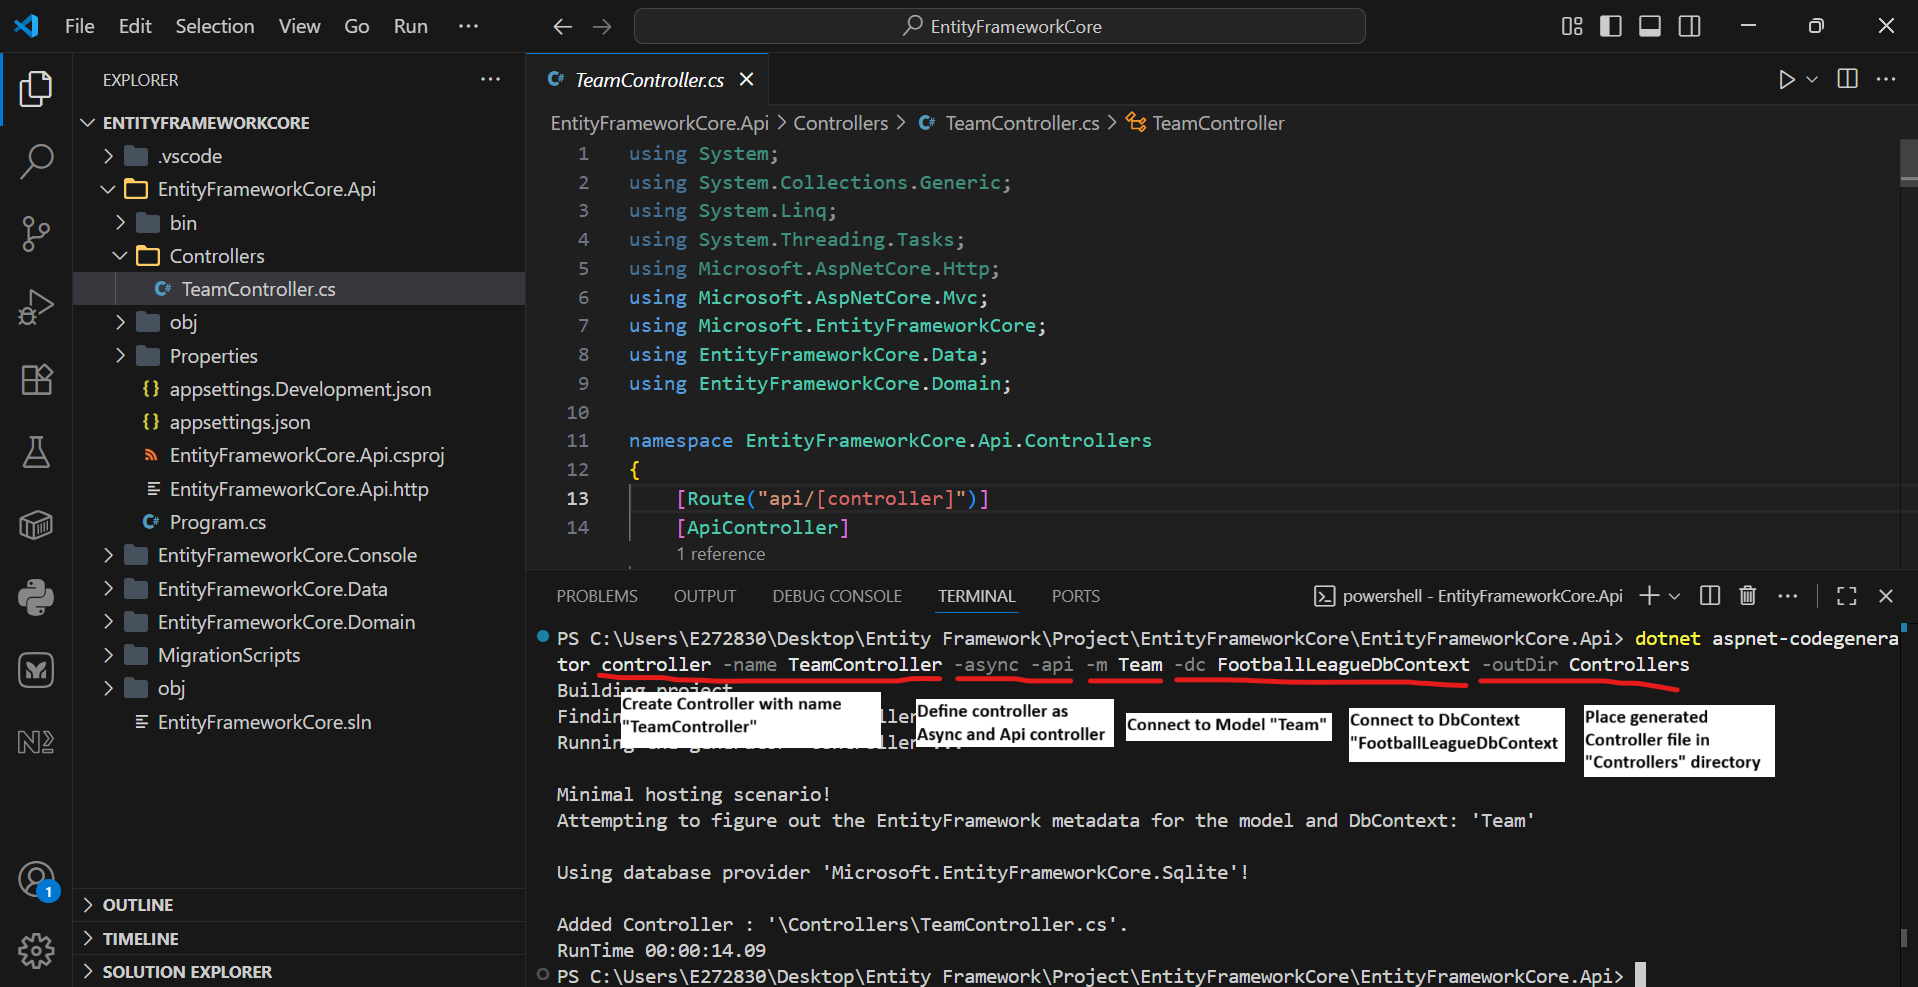 File Edit Selection View Go Run ···
EntityFrameworkCore
EXPLORER
ENTITYFRAMEWORKCORE
.vscode
EntityFrameworkCore.Api
bin
Controllers
C# TeamController.cs
obj
Properties
{} appsettings.Development.json
{} appsettings.json
EntityFrameworkCore.Api.csproj
EntityFrameworkCore.Api.http
C# Program.cs
EntityFrameworkCore.Console
EntityFrameworkCore.Data
EntityFrameworkCore.Domain
MigrationScripts
obj
EntityFrameworkCore.sln
OUTLINE
TIMELINE
SOLUTION EXPLORER
1
C# TeamController.cs
EntityFrameworkCore.Api > Controllers > C# TeamController.cs > TeamController
1 using System;
2 using System.Collections.Generic;
3 using System.Linq;
4 using System.Threading.Tasks;
5 using Microsoft.AspNetCore.Http;
6 using Microsoft.AspNetCore.Mvc;
7 using Microsoft.EntityFrameworkCore;
8 using EntityFrameworkCore.Data;
9 using EntityFrameworkCore.Domain;
10
11 namespace EntityFrameworkCore.Api.Controllers
12 {
13 [Route("api/[controller]")]
14 [ApiController]
1 reference
PROBLEMS OUTPUT DEBUG CONSOLE TERMINAL PORTS
powershell - EntityFrameworkCore.Api
PS C:\Users\E272830\Desktop\Entity Framework\Project\EntityFrameworkCore\EntityFrameworkCore.Api> dotnet aspnet-codegenera
tor controller -name TeamController -async -api -m Team -dc FootballLeagueDbContext -outDir Controllers
Building project
Create Controller with name
"TeamController"
Define controller as
Async and Api controller
Connect to Model "Team"
Connect to DbContext
"FootballLeagueDbContext
Place generated
Controller file in
"Controllers" directory
Minimal hosting scenario!
Attempting to figure out the EntityFramework metadata for the model and DbContext: 'Team'
Using database provider 'Microsoft.EntityFrameworkCore.Sqlite'!
Added Controller : '\Controllers\TeamController.cs'.
RunTime 00:00:14.09
PS C:\Users\E272830\Desktop\Entity Framework\Project\EntityFrameworkCore\EntityFrameworkCore.Api>